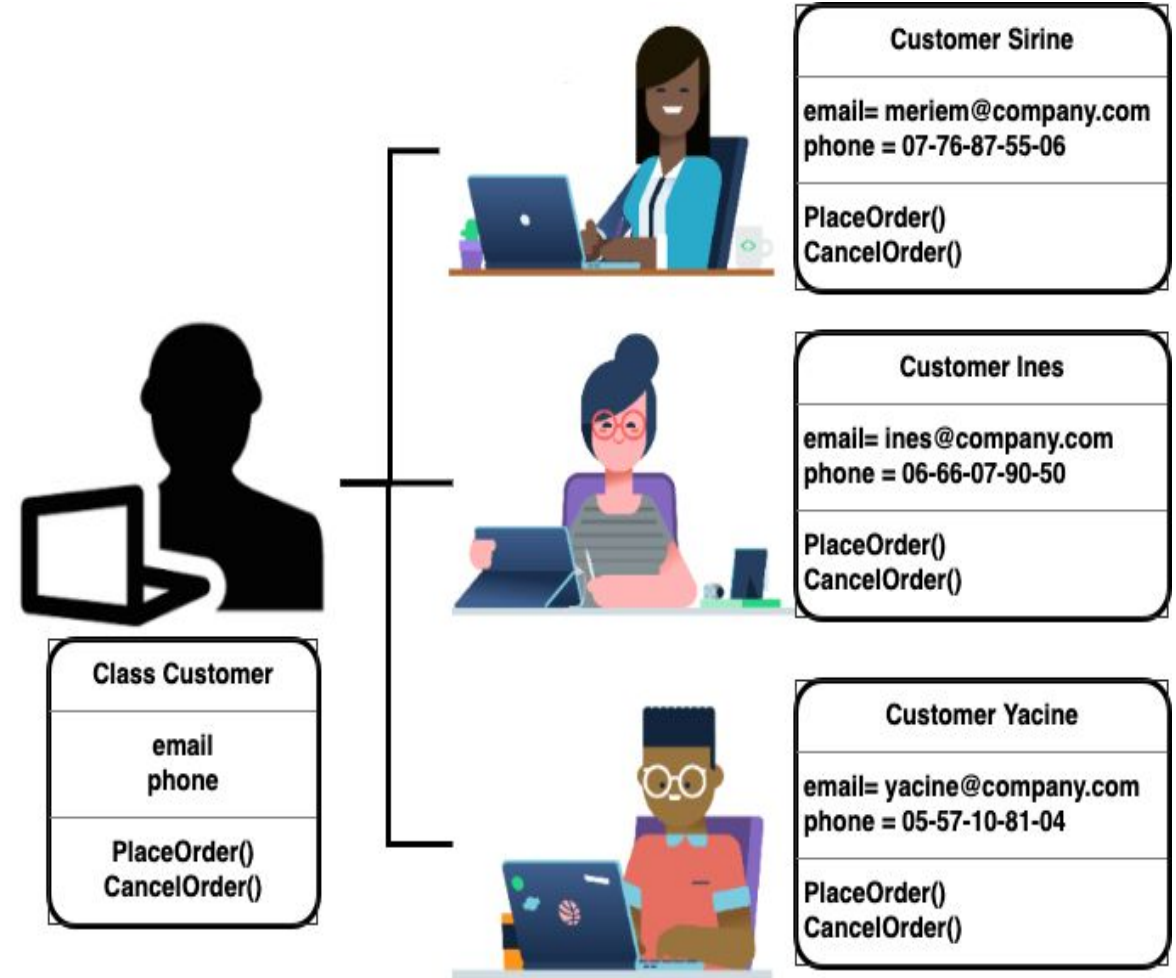 Customer Sirine
email= meriem@company.com
phone = 07-76-87-55-06
PlaceOrder()
CancelOrder()
Customer Ines
email= ines@company.com
phone = 06-66-07-90-50
PlaceOrder()
CancelOrder()
Class Customer
email
phone
PlaceOrder()
CancelOrder()
Customer Yacine
email= yacine@company.com
phone = 05-57-10-81-04
PlaceOrder()
CancelOrder()